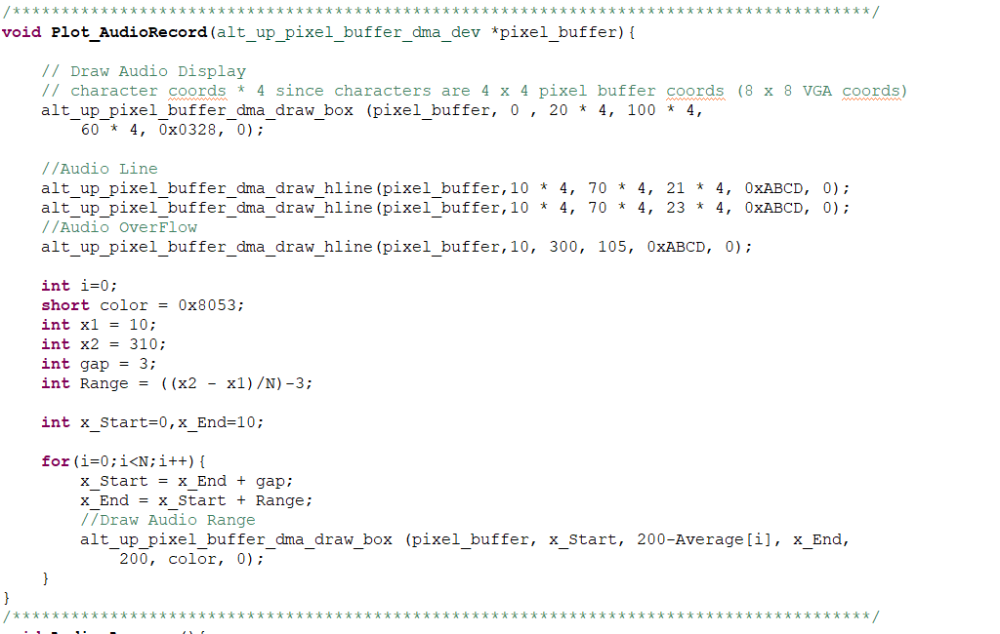 /****************************************************************************************/
void Plot_AudioRecord(alt_up_pixel_buffer_dma_dev *pixel_buffer){
// Draw Audio Display
// character coords * 4 since characters are 4 x 4 pixel buffer coords (8 x 8 VGA coords)
alt_up_pixel_buffer_dma_draw_box (pixel_buffer, 0 , 20 * 4, 100 * 4,
60 * 4, 0x0328, 0);
//Audio Line
alt_up_pixel_buffer_dma_draw_hline(pixel_buffer,10 * 4, 70 * 4, 21 * 4, 0xABCD, 0);
alt_up_pixel_buffer_dma_draw_hline(pixel_buffer,10 * 4, 70 * 4, 23 * 4, 0xABCD, 0);
//Audio OverFlow
alt_up_pixel_buffer_dma_draw_hline(pixel_buffer,10, 300, 105, 0xABCD, 0);
int i=0;
short color = 0x8053;
int x1 = 10;
int x2 = 310;
int gap = 3;
int Range = ((x2 - x1)/N)-3;
int x_Start=0,x_End=10;
for(i=0;i<N;i++){
x_Start = x_End + gap;
x_End = x_Start + Range;
//Draw Audio Range
alt_up_pixel_buffer_dma_draw_box (pixel_buffer, x_Start, 200-Average[i], x_End,
200, color, 0);
}
}
/****************************************************************************************/